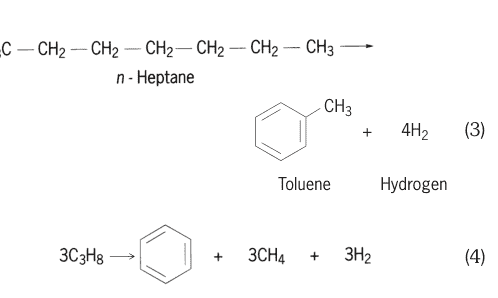 C — CH₂ — CH₂ — CH₂ — CH₂ — CH₂ — CH₃ →
n - Heptane
CH₃
+ 4H₂ (3)
Toluene Hydrogen
3C₃H₈ → + 3CH₄ + 3H₂ (4)